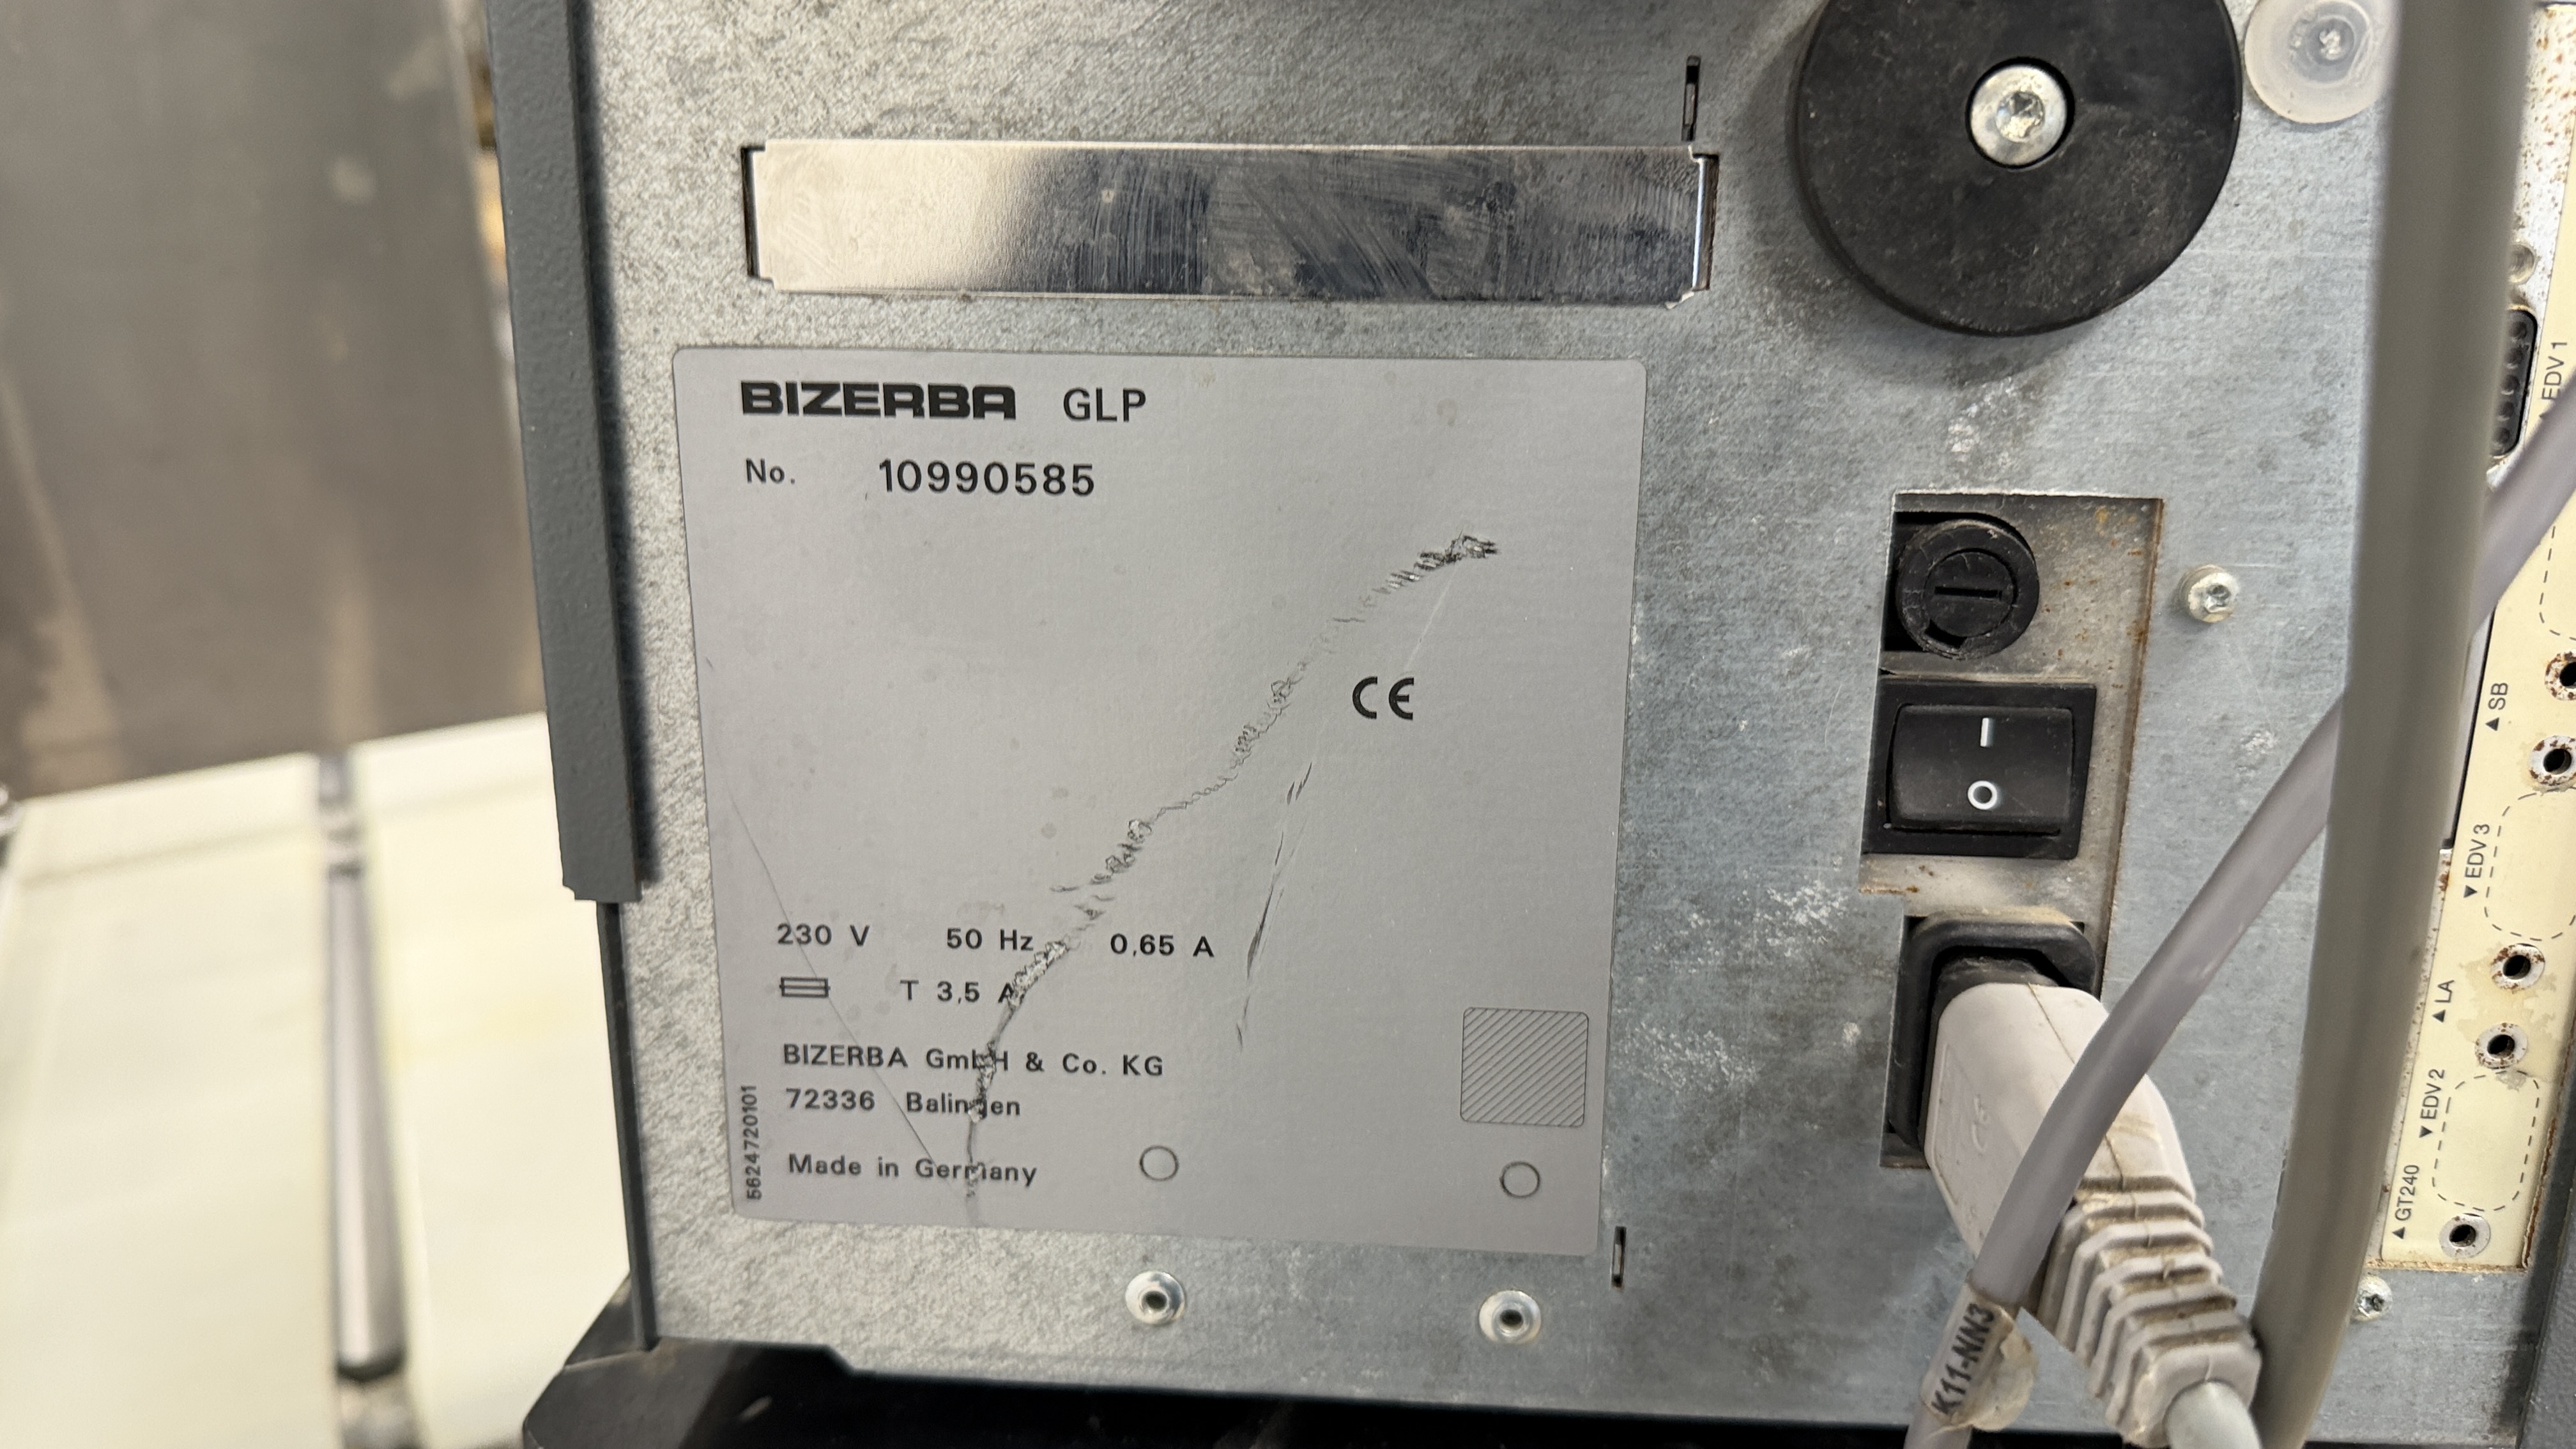 BIZERBA GLP
No. 10990585
CE
230 V 50 Hz 0,65 A
T 3,5 A
BIZERBA GmbH & Co. KG
72336 Balingen
Made in Germany
56247720101
I
O
▲ EDV 1
▲ SB
▼ EDV 3
▲ LA
▼ EDV 2
▲ GT240
K11-NN3